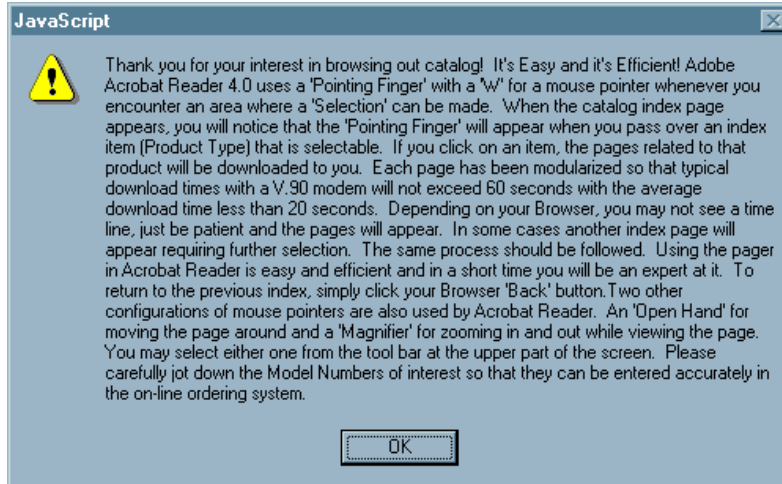 JavaScript
Thank you for your interest in browsing out catalog!  It's Easy and it's Efficient! Adobe
Acrobat Reader 4.0 uses a 'Pointing Finger' with a 'W' for a mouse pointer whenever you
encounter an area where a 'Selection' can be made.  When the catalog index page
appears, you will notice that the 'Pointing Finger' will appear when you pass over an index
item (Product Type) that is selectable.  If you click on an item, the pages related to that
product will be downloaded to you.  Each page has been modularized so that typical
download times with a V.90 modem will not exceed 60 seconds with the average
download time less than 20 seconds.  Depending on your Browser, you may not see a time
line, just be patient and the pages will appear.  In some cases another index page will
appear requiring further selection.  The same process should be followed.  Using the pager
in Acrobat Reader is easy and efficient and in a short time you will be an expert at it.  To
return to the previous index, simply click your Browser 'Back' button.Two other
configurations of mouse pointers are also used by Acrobat Reader.  An 'Open Hand' for
moving the page around and a 'Magnifier' for zooming in and out while viewing the page.
You may select either one from the tool bar at the upper part of the screen.  Please
carefully jot down the Model Numbers of interest so that they can be entered accurately in
the on-line ordering system.
OK